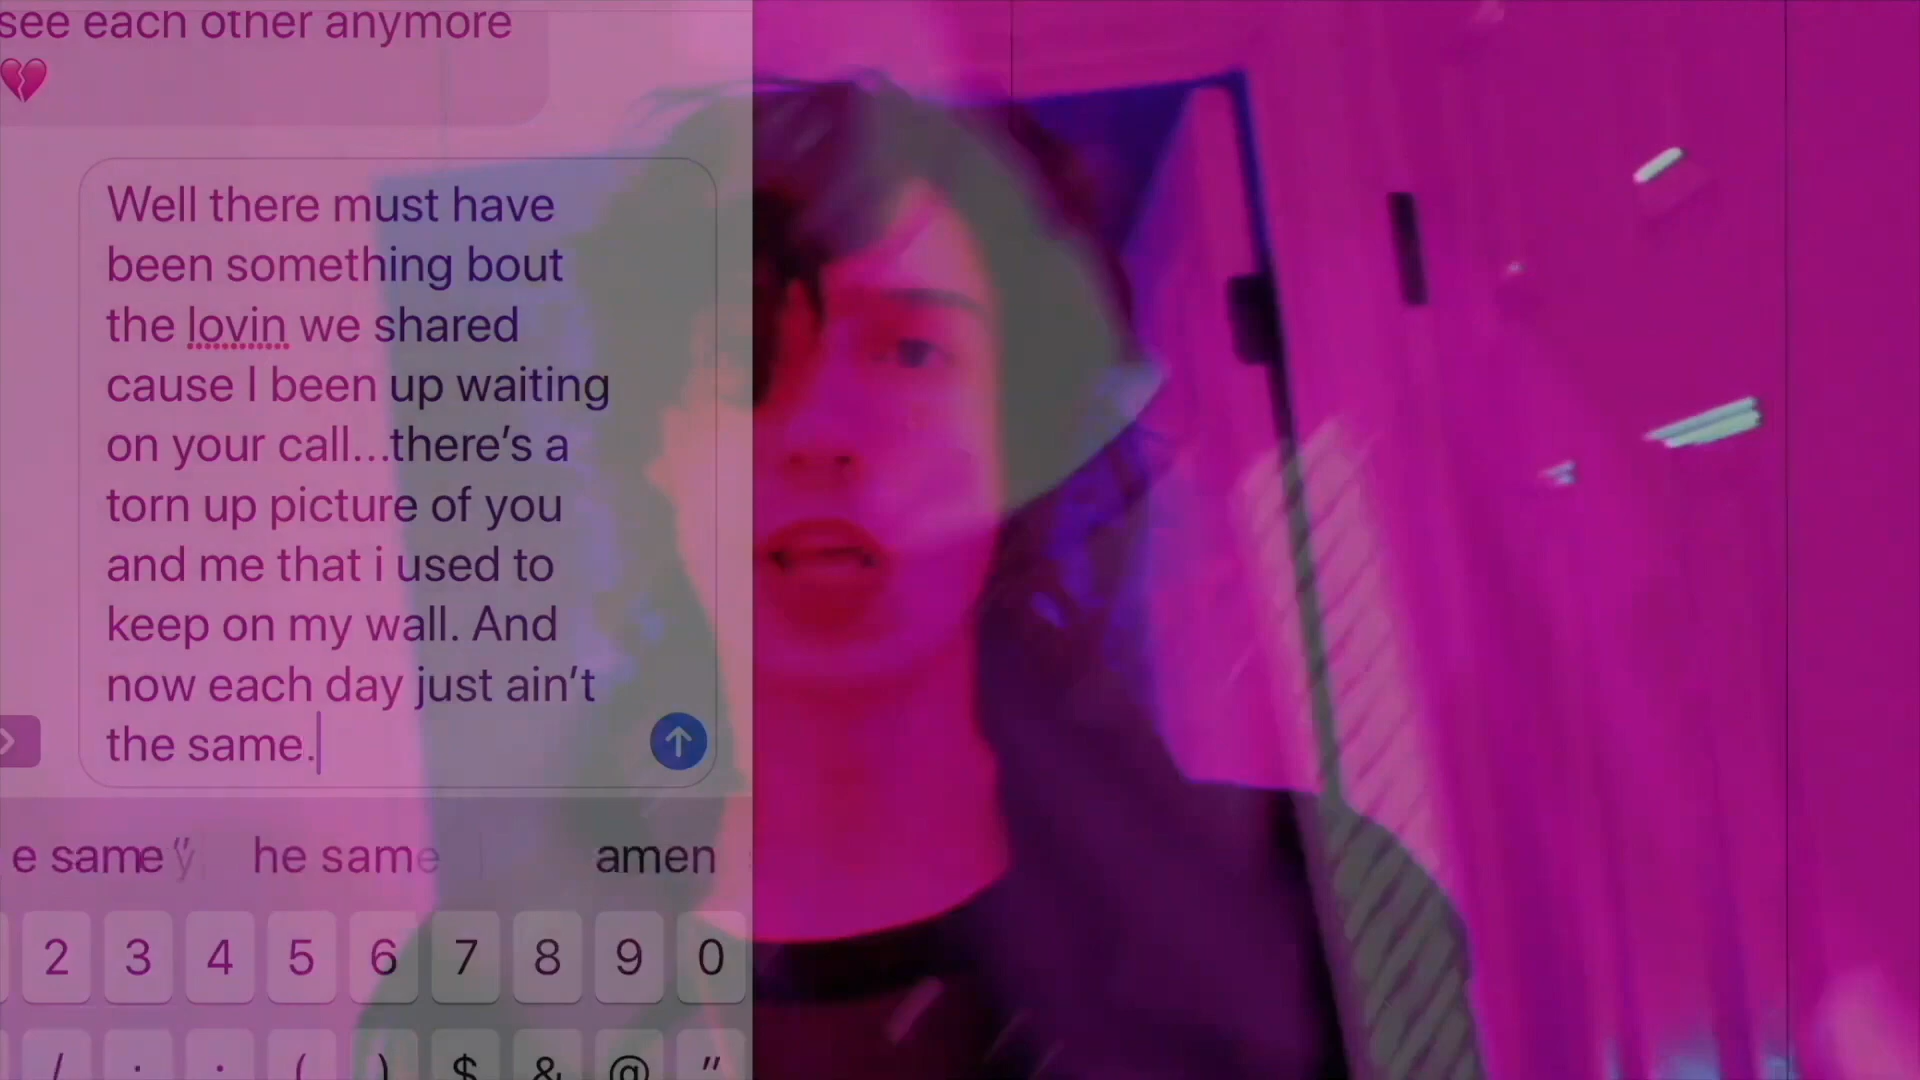 see each other anymore
💔
Well there must have
been something bout
the lovin we shared
cause I been up waiting
on your call...there's a
torn up picture of you
and me that i used to
keep on my wall. And
now each day just ain't
the same.
e same he same amen
2 3 4 5 6 7 8 9 0
/ : ( ) $ & @ "